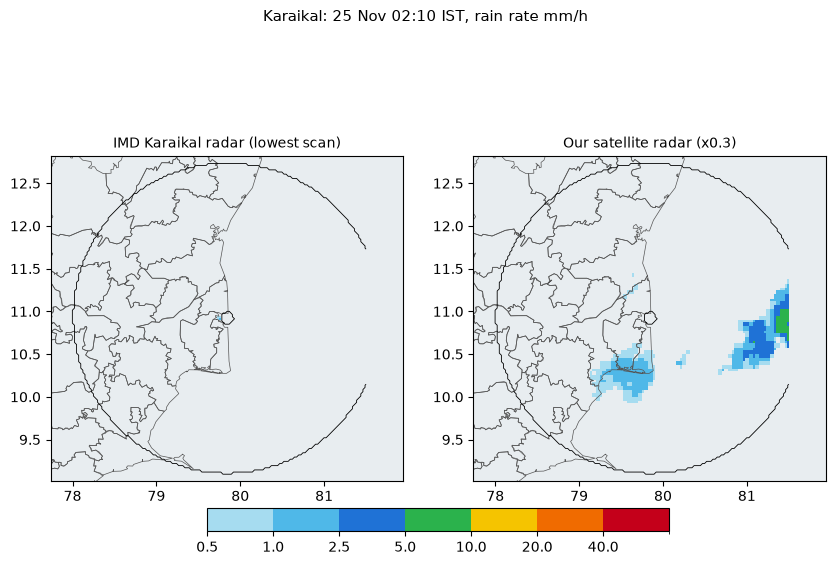 Karaikal: 25 Nov 02:10 IST, rain rate mm/h
IMD Karaikal radar (lowest scan)
12.5
12.0
11.5
11.0
10.5
10.0
9.5
78 79 80 81
Our satellite radar (x0.3)
12.5
12.0
11.5
11.0
10.5
10.0
9.5
78 79 80 81
0.5 1.0 2.5 5.0 10.0 20.0 40.0